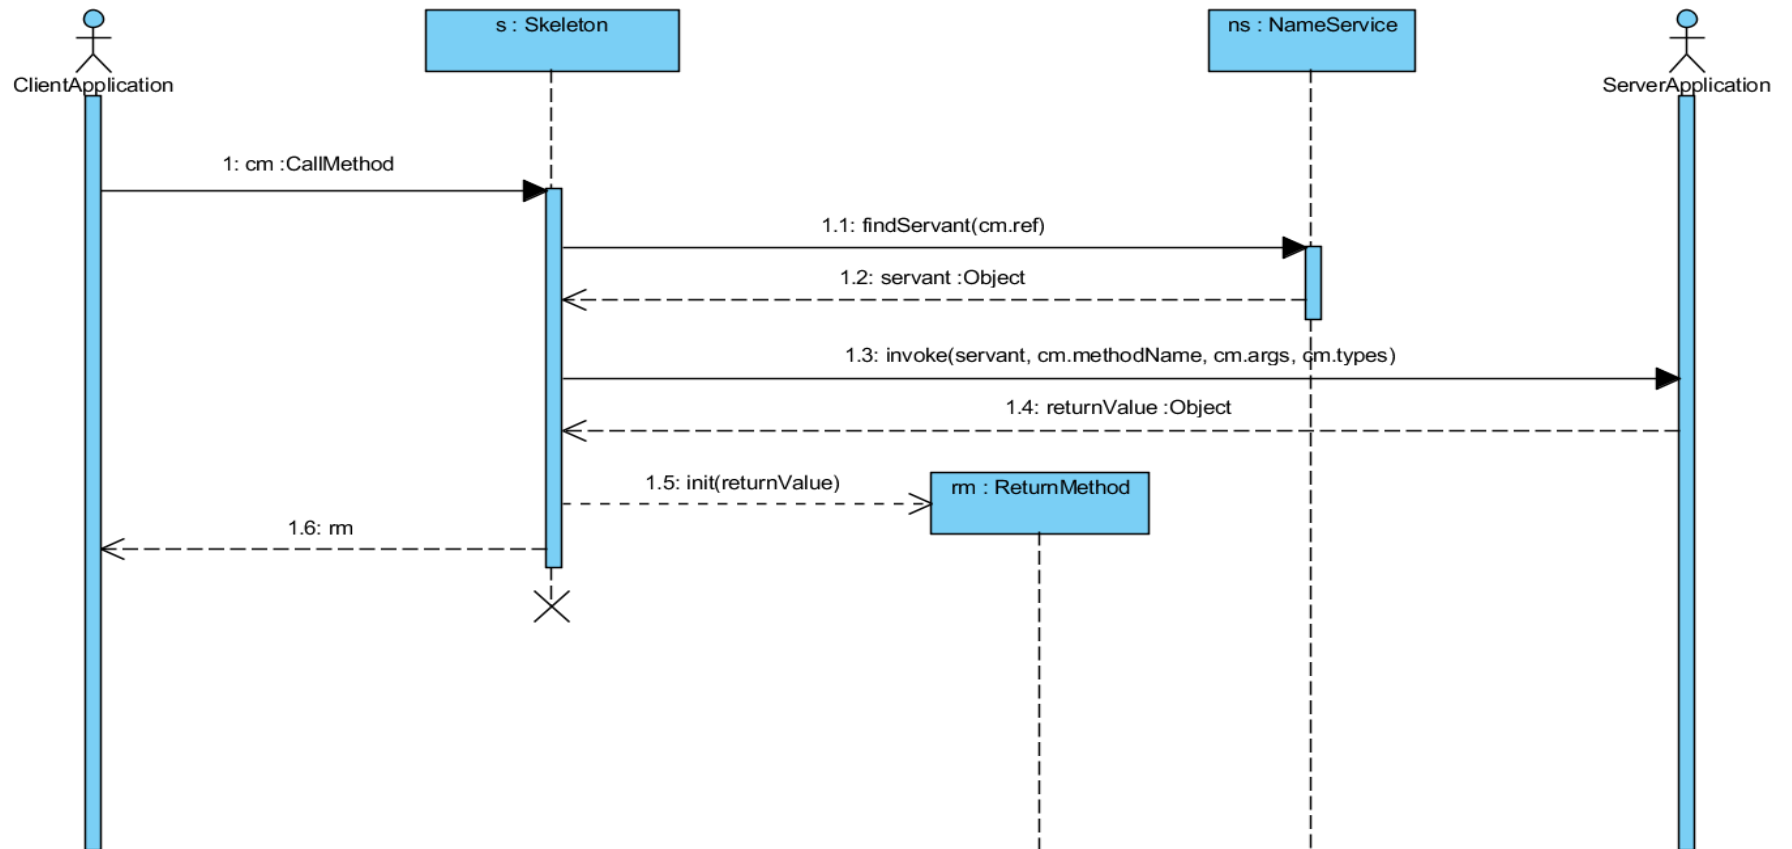 s : Skeleton
ns : NameService
ClientApplication
ServerApplication
1: cm :CallMethod
1.1: findServant(cm.ref)
1.2: servant :Object
1.3: invoke(servant, cm.methodName, cm.args, cm.types)
1.4: returnValue :Object
1.5: init(returnValue)
rm : ReturnMethod
1.6: rm